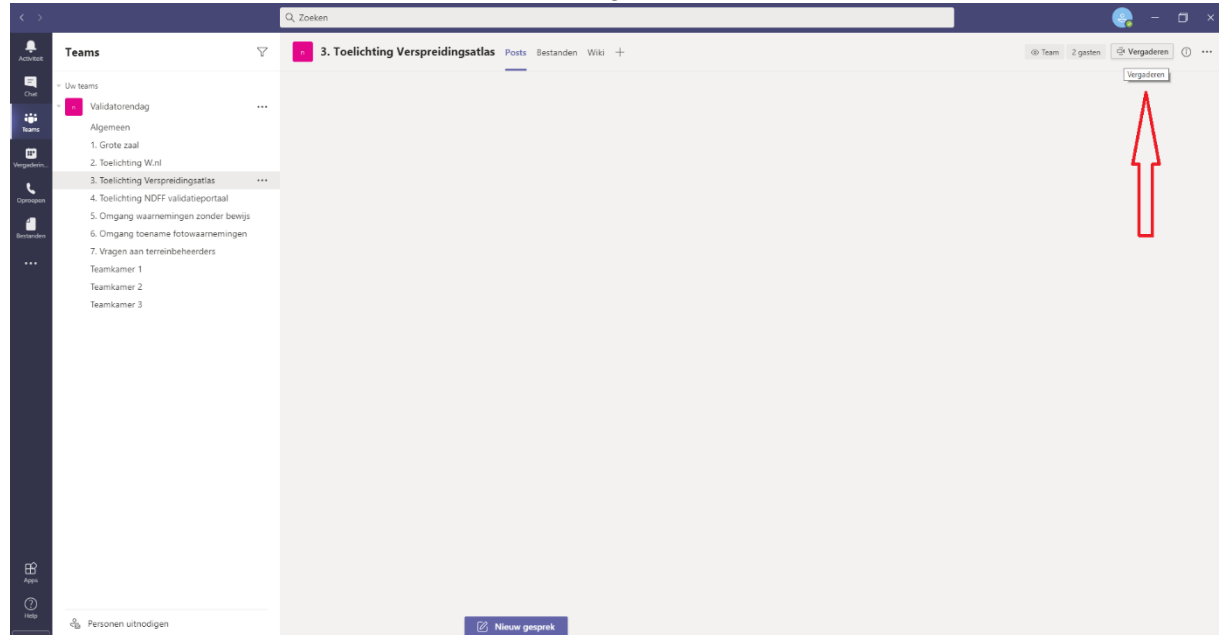 Zoeken
Activiteit
Chat
Teams
Vergaderin...
Oproepen
Bestanden
Apps
Help
Teams
Uw teams
n Validatorendag
Algemeen
1. Grote zaal
2. Toelichting W.nl
3. Toelichting Verspreidingsatlas
4. Toelichting NDFF validatieportaal
5. Omgang waarnemingen zonder bewijs
6. Omgang toename fotowaarnemingen
7. Vragen aan terreinbeheerders
Teamkamer 1
Teamkamer 2
Teamkamer 3
Personen uitnodigen
n 3. Toelichting Verspreidingsatlas Posts Bestanden Wiki +
Team 2 gasten Vergaderen
Vergaderen
Nieuw gesprek